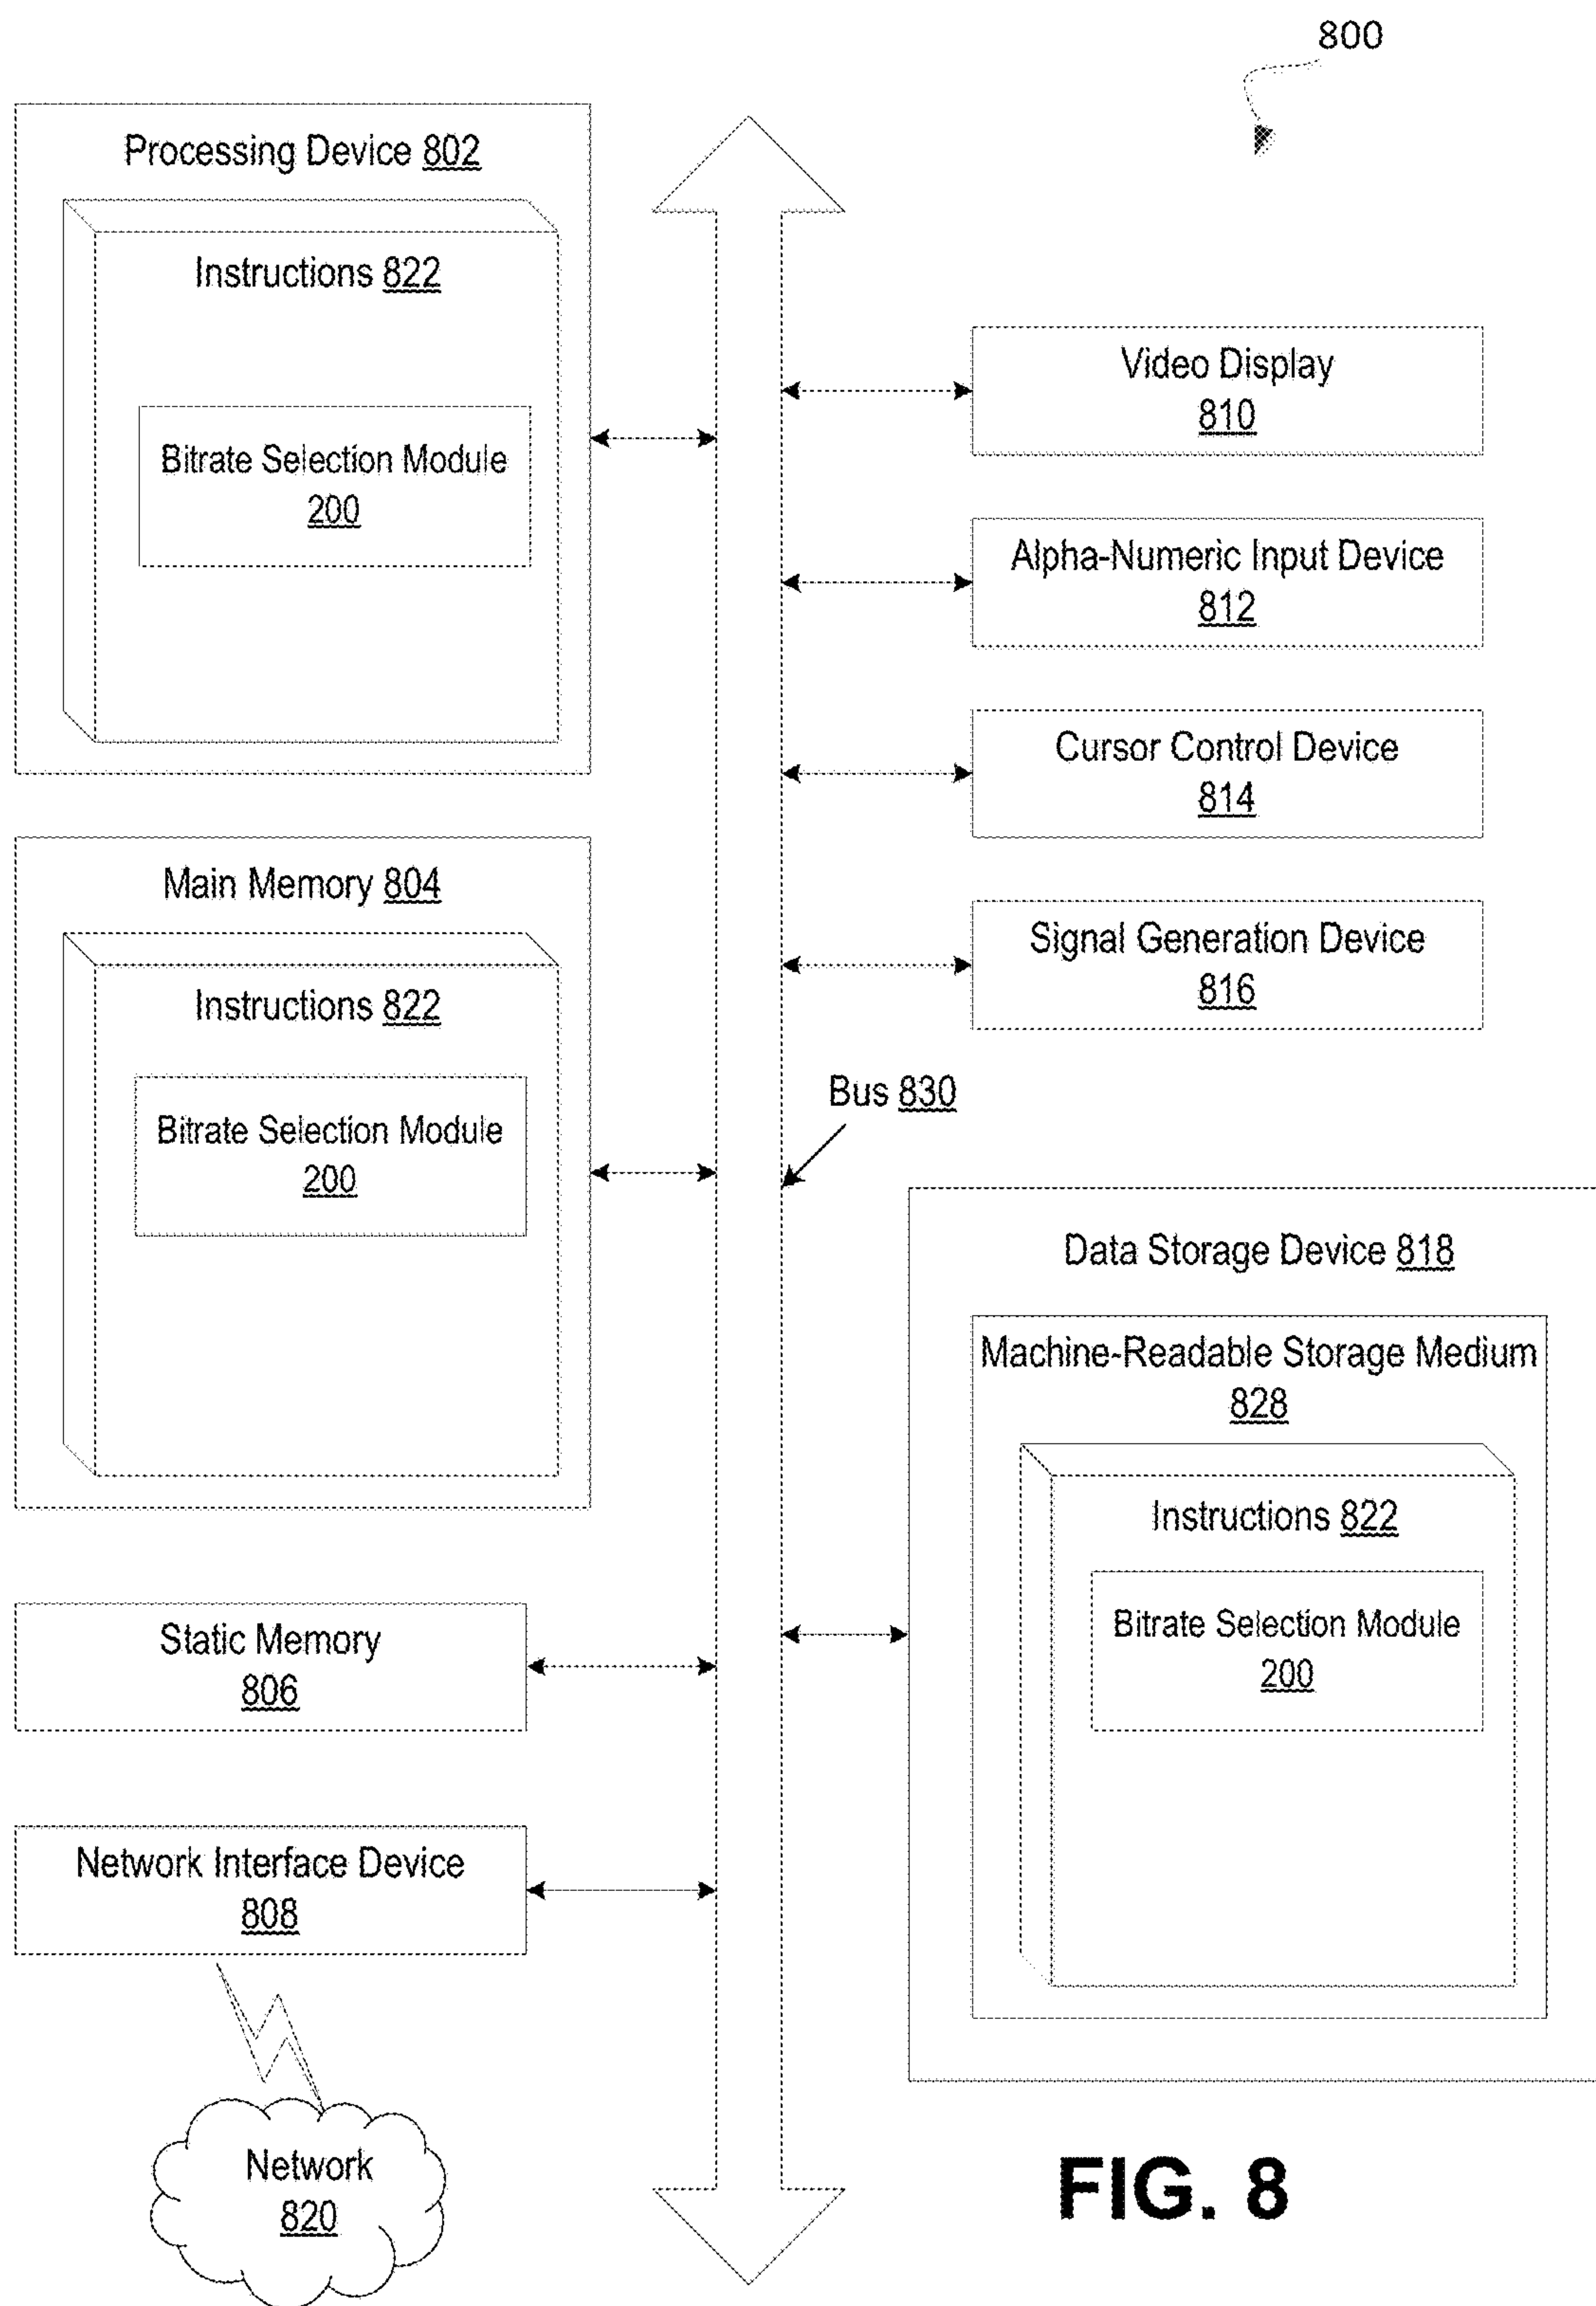 800
Processing Device 802
Instructions 822
Bitrate Selection Module
200
Main Memory 804
Instructions 822
Bitrate Selection Module
200
Static Memory
806
Network Interface Device
808
Network
820
Video Display
810
Alpha-Numeric Input Device
812
Cursor Control Device
814
Signal Generation Device
816
Bus 830
Data Storage Device 818
Machine-Readable Storage Medium
828
Instructions 822
Bitrate Selection Module
200
FIG. 8